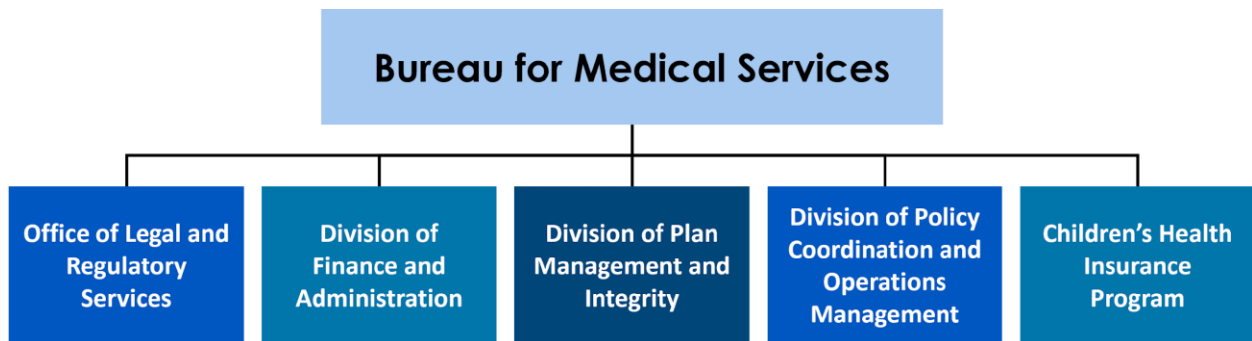 Bureau for Medical Services
Office of Legal and
Regulatory
Services
Division of
Finance and
Administration
Division of Plan
Management and
Integrity
Division of Policy
Coordination and
Operations
Management
Children’s Health
Insurance
Program